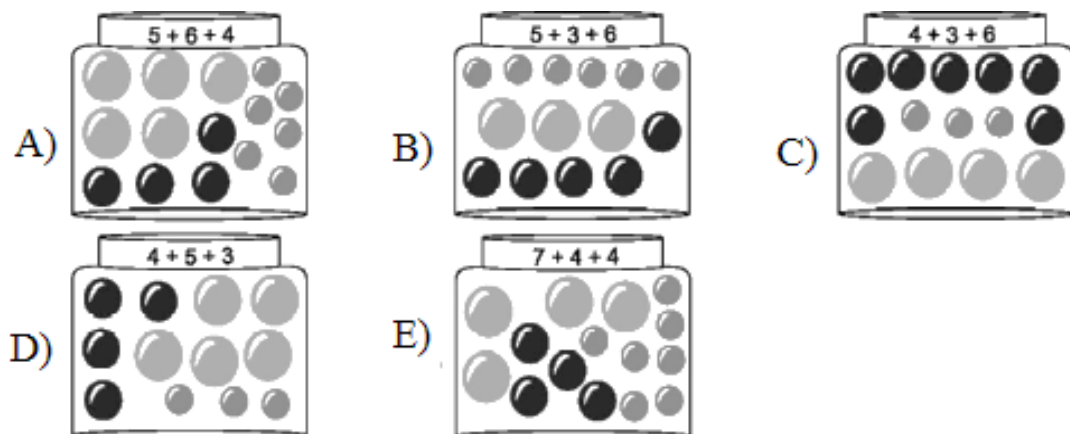 5 + 6 + 4
A)
5 + 3 + 6
B)
4 + 3 + 6
C)
4 + 5 + 3
D)
7 + 4 + 4
E)